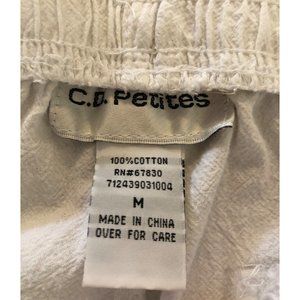 C.D. Petites
100% COTTON
RN#67830
712439031004
M
MADE IN CHINA
OVER FOR CARE